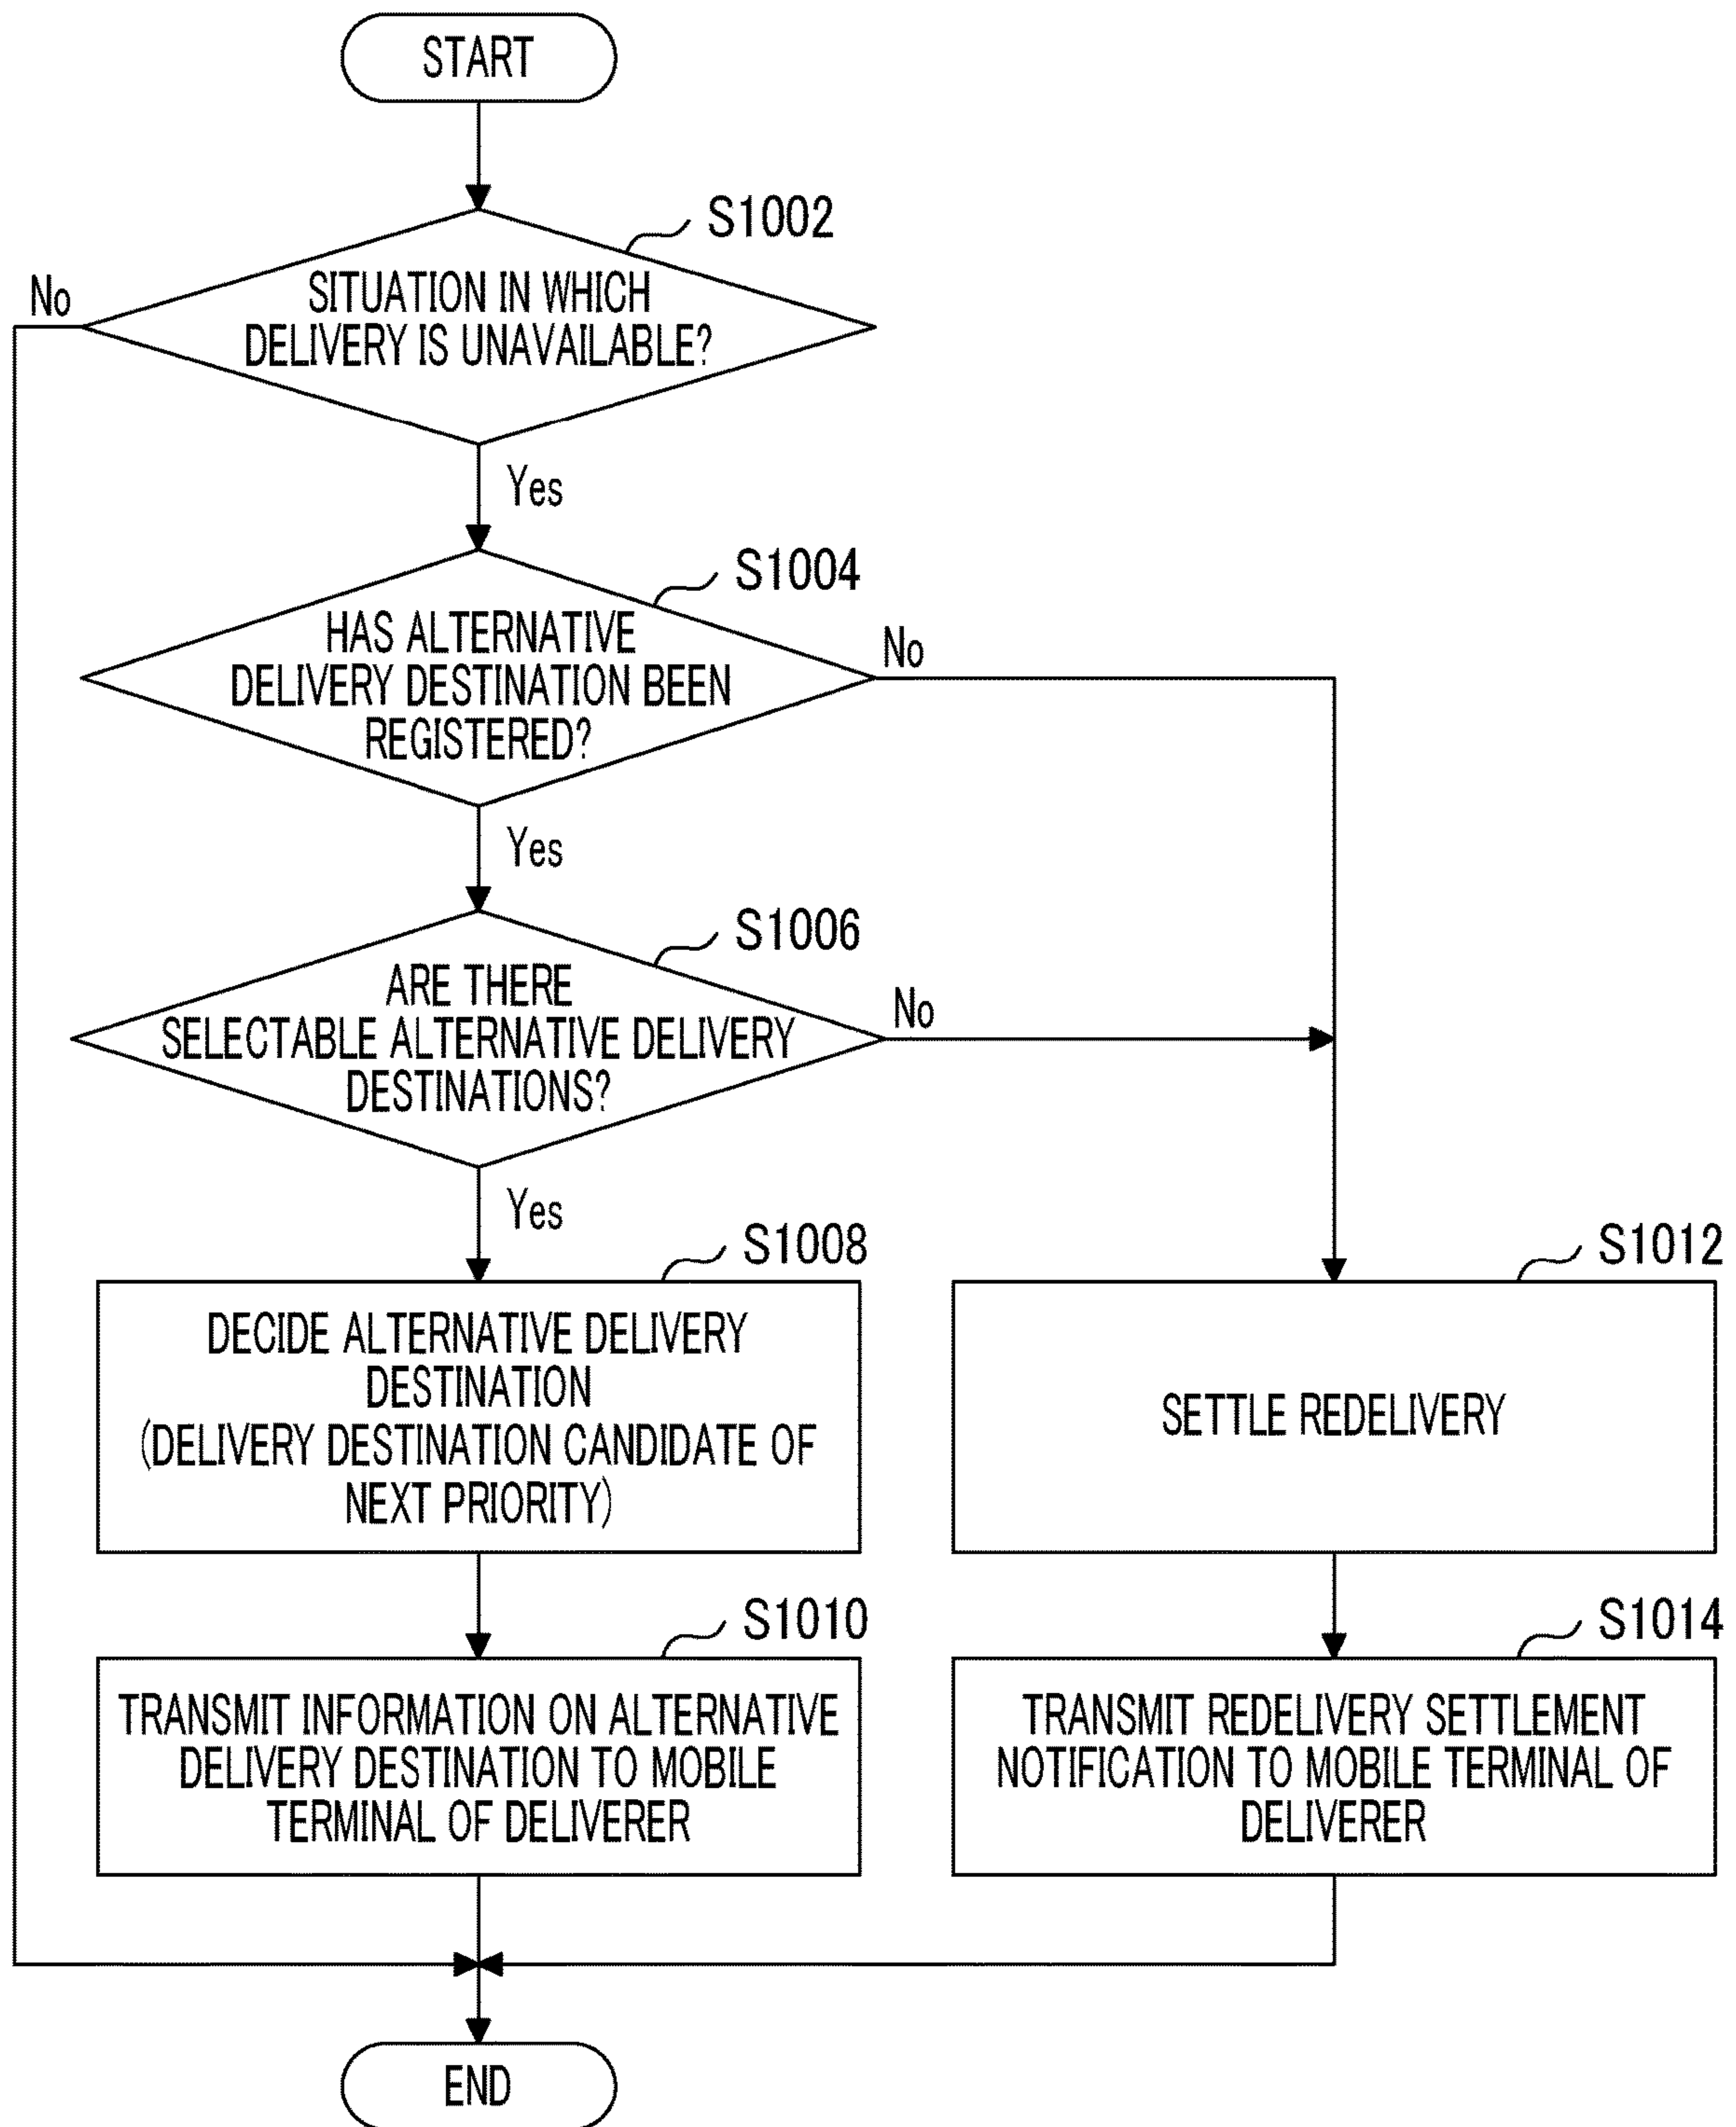 START
S1002
SITUATION IN WHICH
DELIVERY IS UNAVAILABLE?
No
Yes
S1004
HAS ALTERNATIVE
DELIVERY DESTINATION BEEN
REGISTERED?
No
Yes
S1006
ARE THERE
SELECTABLE ALTERNATIVE DELIVERY
DESTINATIONS?
No
Yes
S1008
DECIDE ALTERNATIVE DELIVERY
DESTINATION
(DELIVERY DESTINATION CANDIDATE OF
NEXT PRIORITY)
S1012
SETTLE REDELIVERY
S1010
TRANSMIT INFORMATION ON ALTERNATIVE
DELIVERY DESTINATION TO MOBILE
TERMINAL OF DELIVERER
S1014
TRANSMIT REDELIVERY SETTLEMENT
NOTIFICATION TO MOBILE TERMINAL OF
DELIVERER
END